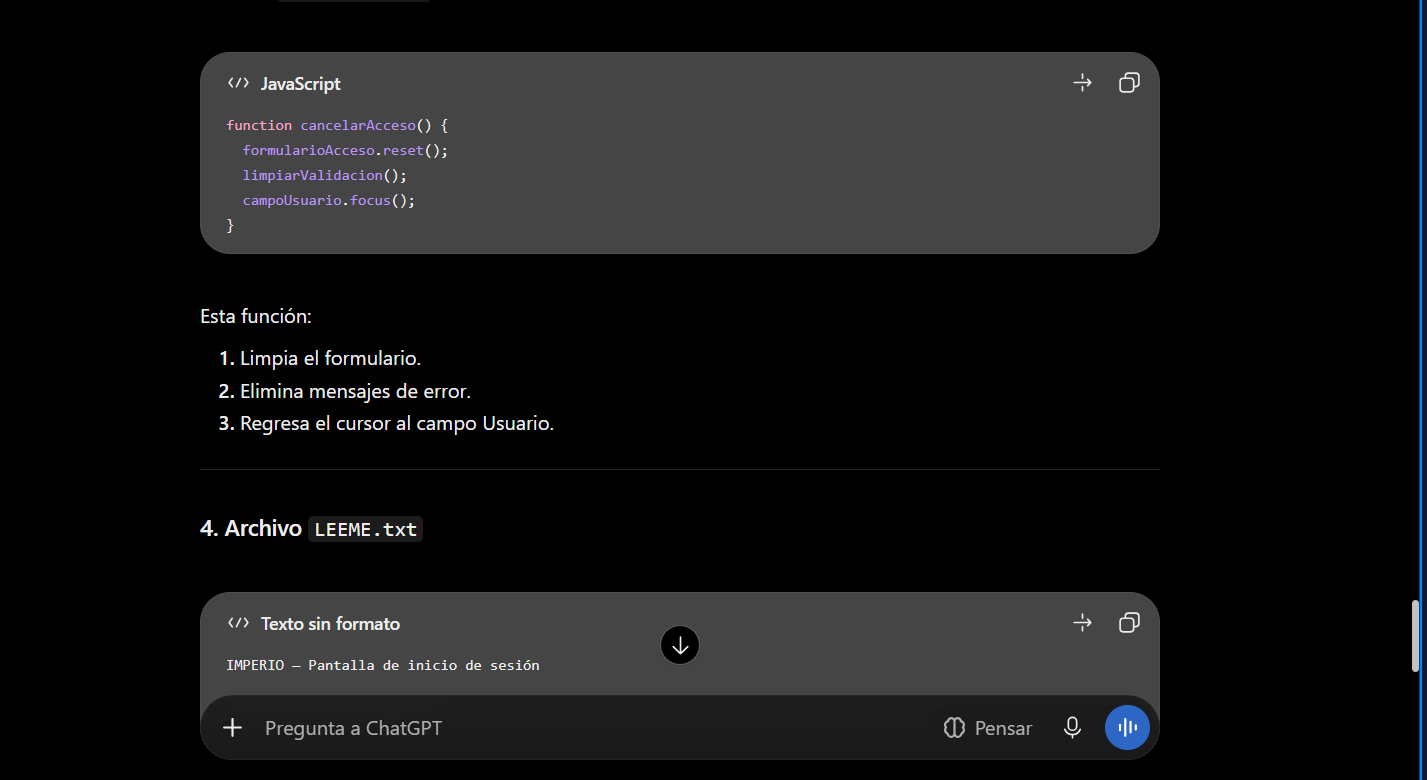 JavaScript
function cancelarAcceso() {
  formularioAcceso.reset();
  limpiarValidacion();
  campoUsuario.focus();
}
Esta función:
1. Limpia el formulario.
2. Elimina mensajes de error.
3. Regresa el cursor al campo Usuario.
4. Archivo LEEME.txt
Texto sin formato
IMPERIO — Pantalla de inicio de sesión
Pregunta a ChatGPT Pensar